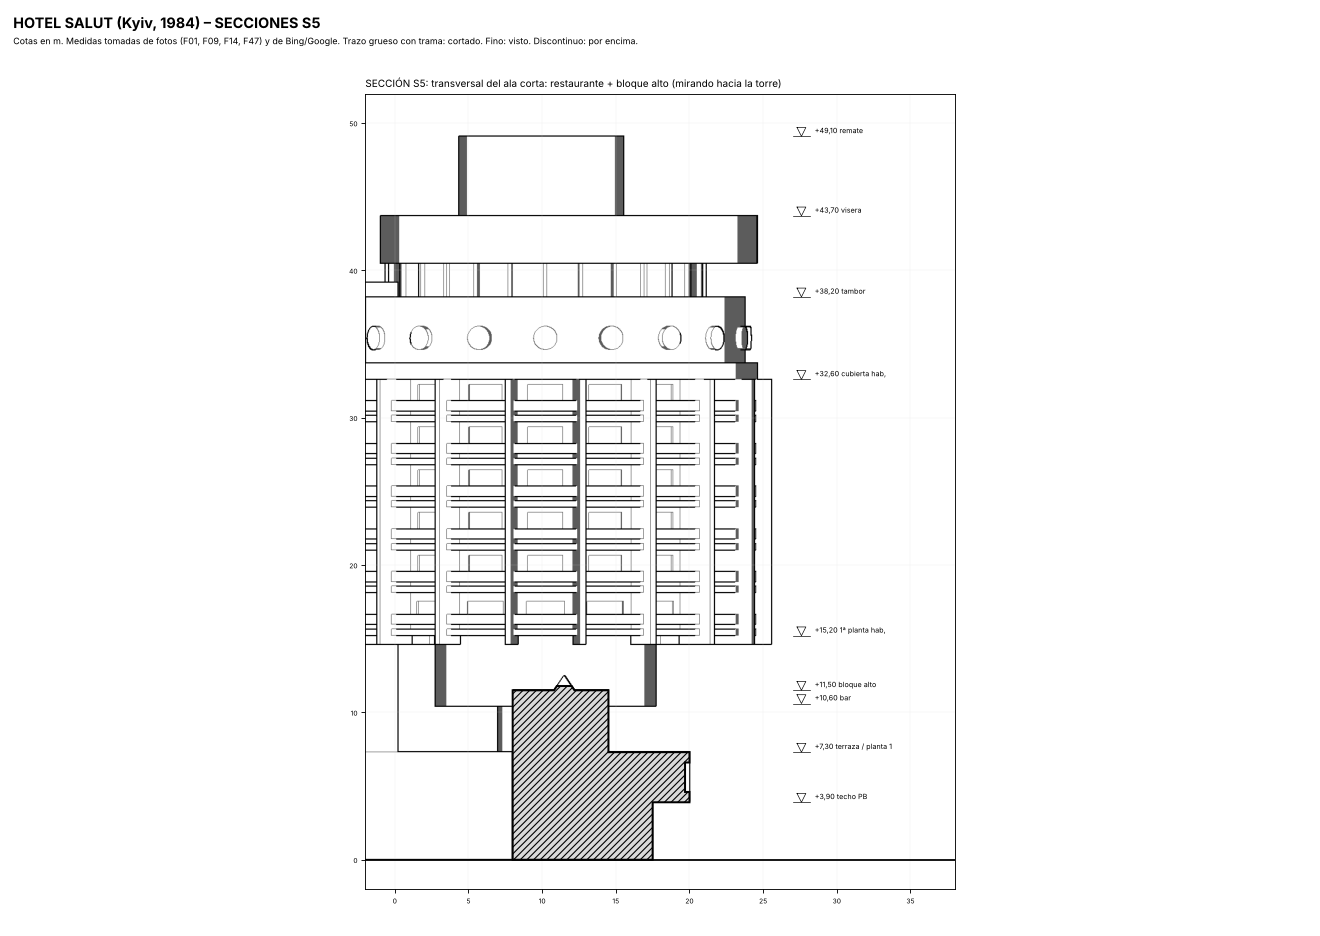 HOTEL SALUT (Kyiv, 1984) – SECCIONES S5
Cotas en m. Medidas tomadas de fotos (F01, F09, F14, F47) y de Bing/Google. Trazo grueso con trama: cortado. Fino: visto. Discontinuo: por encima.
SECCIÓN S5: transversal del ala corta: restaurante + bloque alto (mirando hacia la torre)
50
+49,10 remate
+43,70 visera
40
+38,20 tambor
+32,60 cubierta hab,
30
20
+15,20 1ª planta hab,
+11,50 bloque alto
+10,60 bar
10
+7,30 terraza / planta 1
+3,90 techo PB
0
0 5 10 15 20 25 30 35